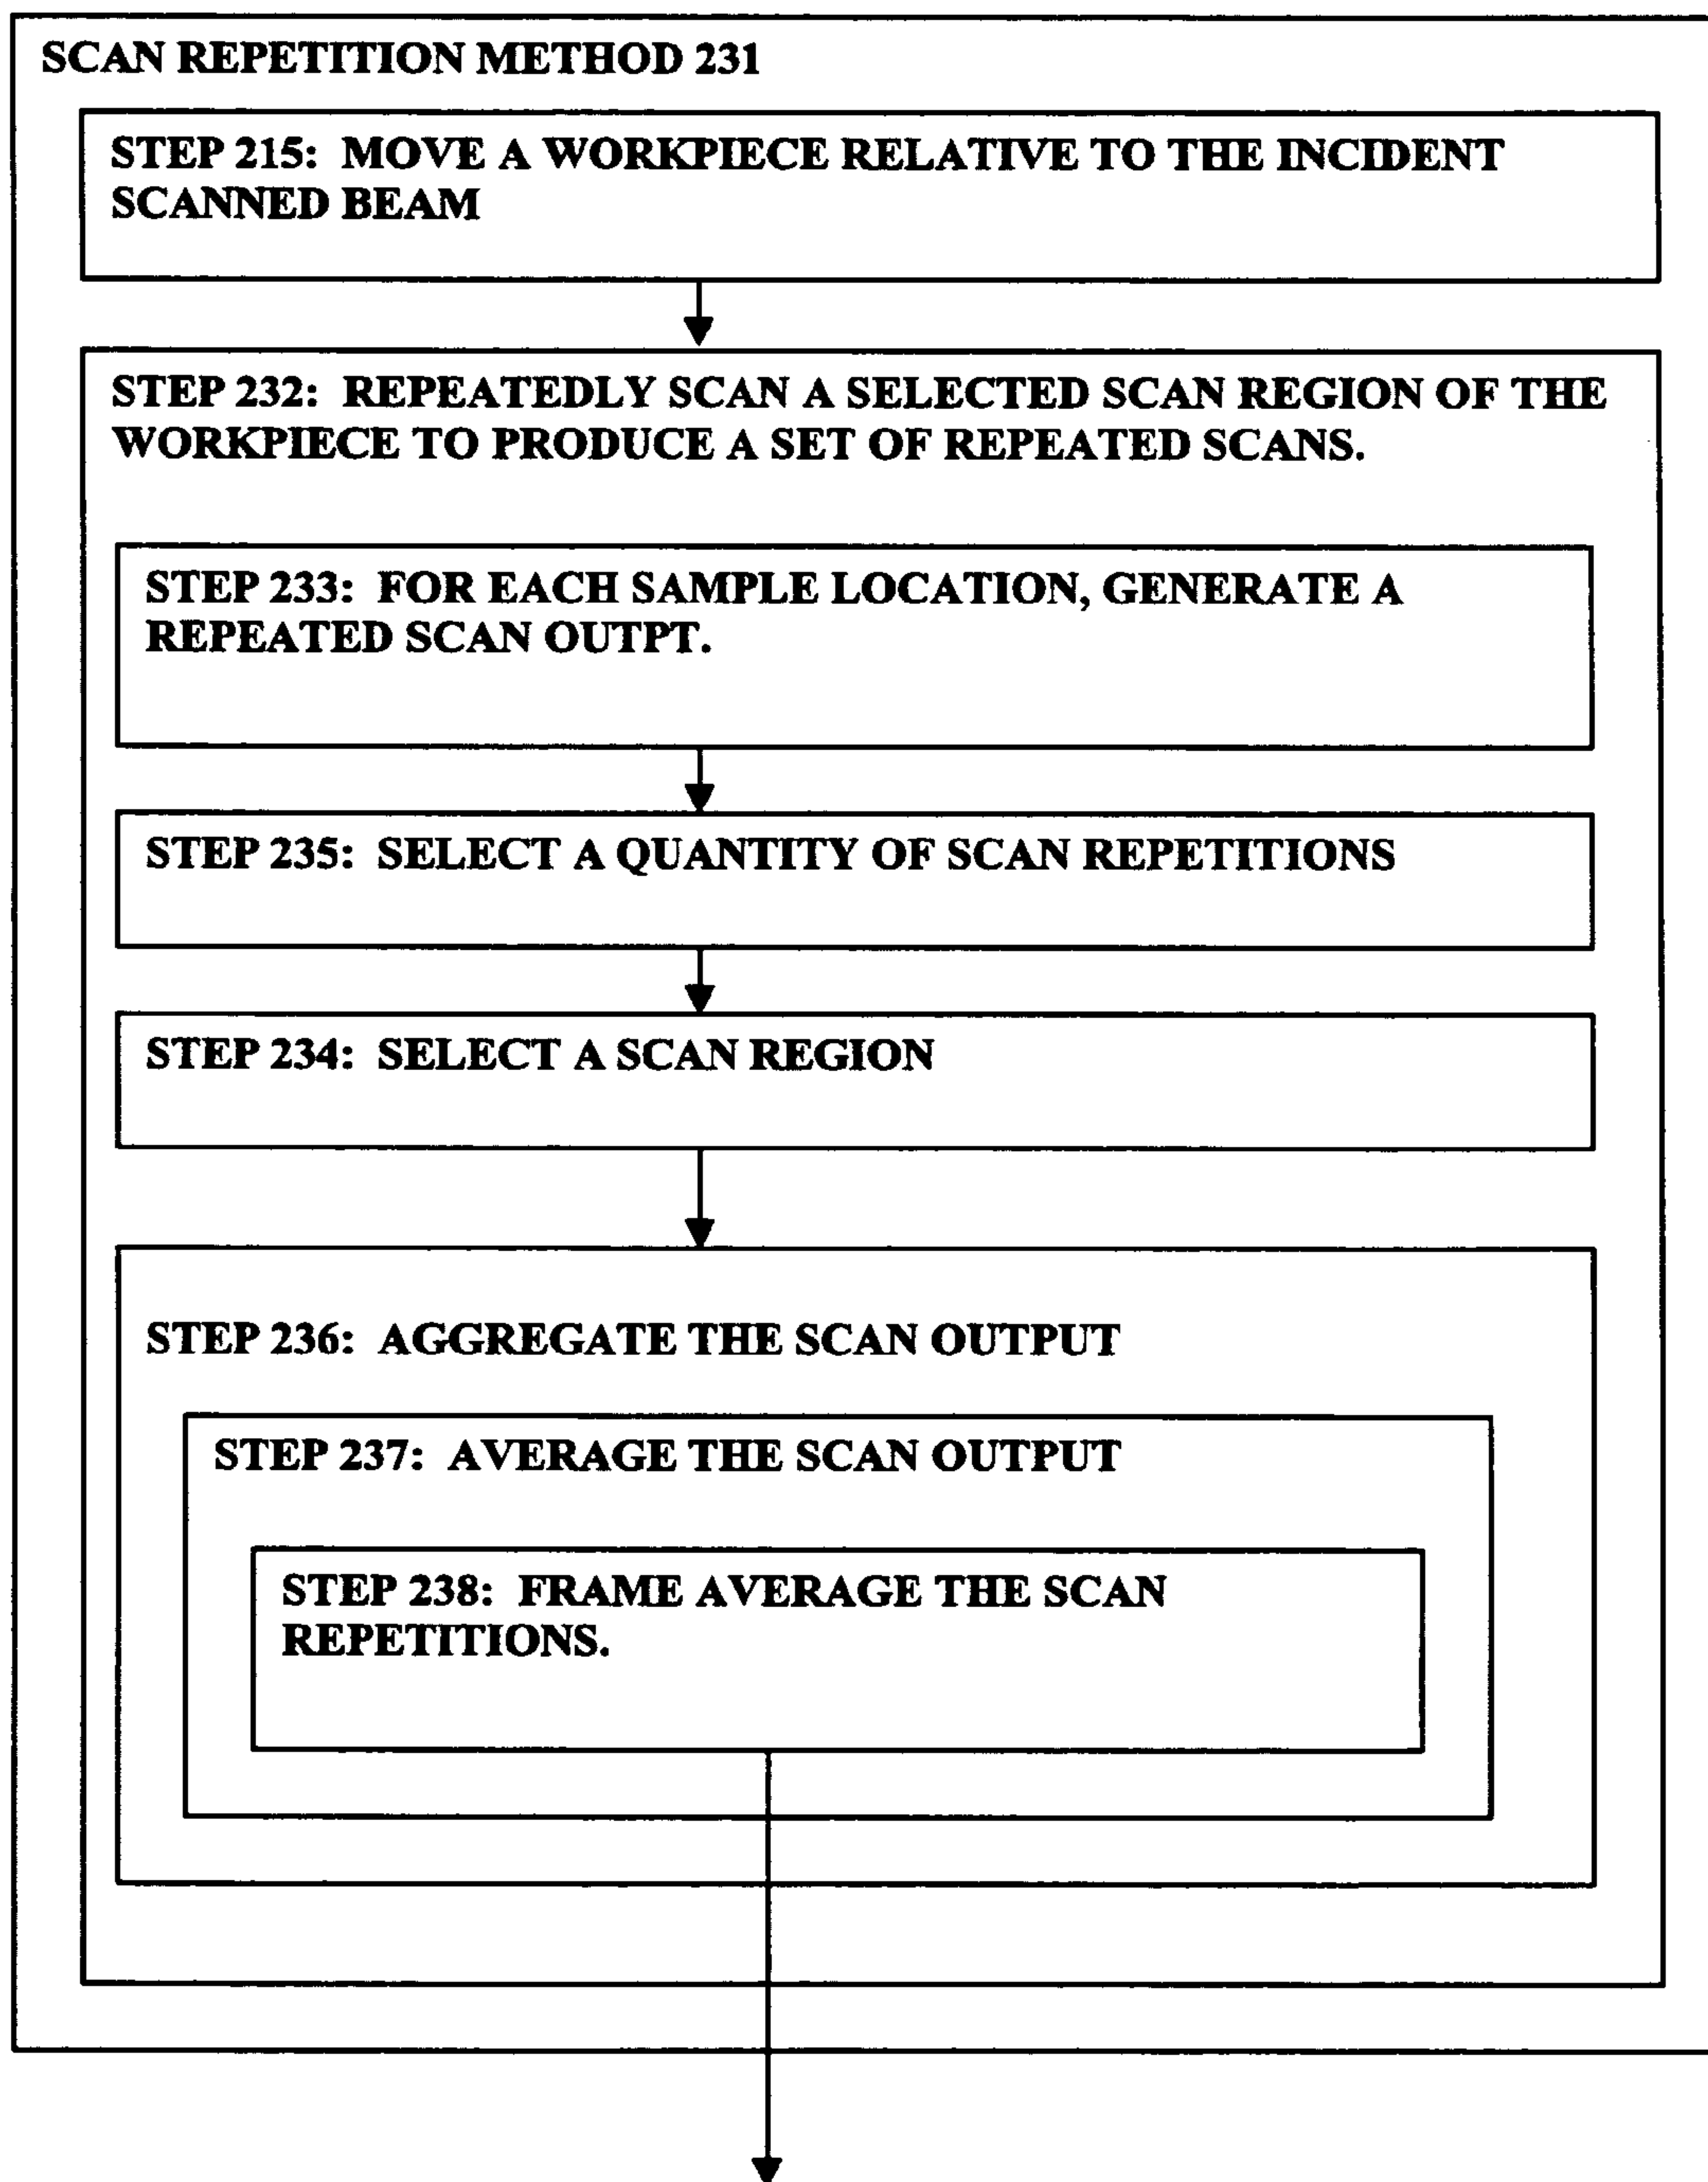 SCAN REPETITION METHOD 231
STEP 215: MOVE A WORKPIECE RELATIVE TO THE INCIDENT
SCANNED BEAM
STEP 232: REPEATEDLY SCAN A SELECTED SCAN REGION OF THE
WORKPIECE TO PRODUCE A SET OF REPEATED SCANS.
STEP 233: FOR EACH SAMPLE LOCATION, GENERATE A
REPEATED SCAN OUTPT.
STEP 235: SELECT A QUANTITY OF SCAN REPETITIONS
STEP 234: SELECT A SCAN REGION
STEP 236: AGGREGATE THE SCAN OUTPUT
STEP 237: AVERAGE THE SCAN OUTPUT
STEP 238: FRAME AVERAGE THE SCAN
REPETITIONS.